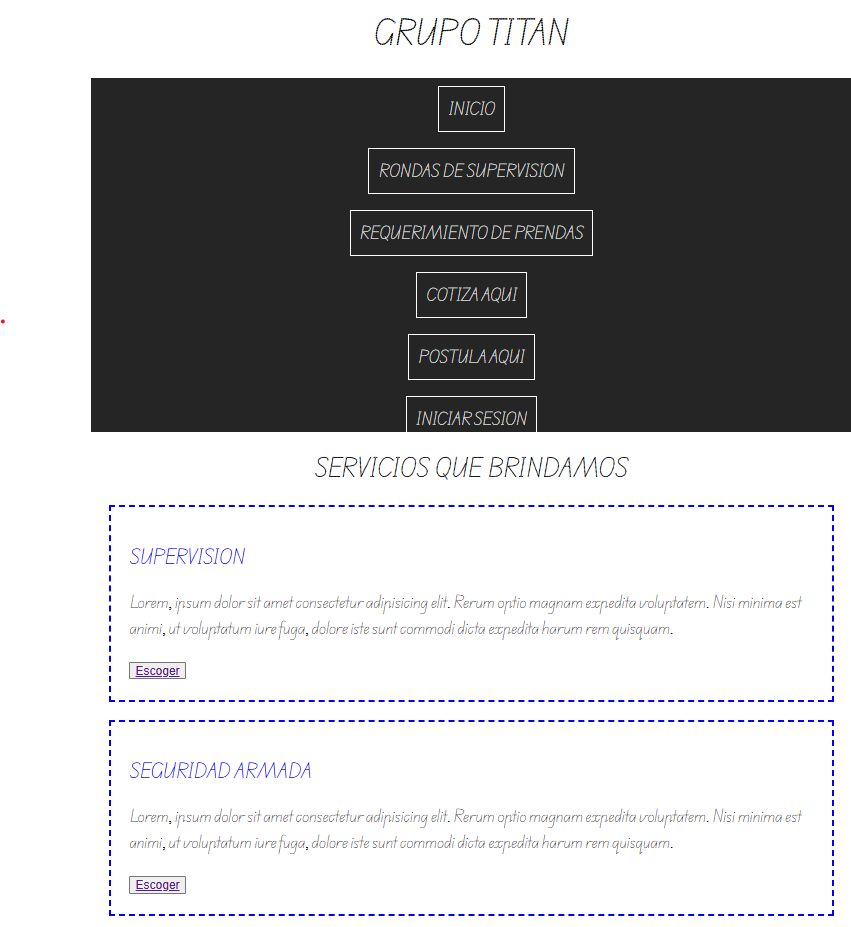 GRUPO TITAN
INICIO
RONDAS DE SUPERVISION
REQUERIMIENTO DE PRENDAS
COTIZA AQUI
POSTULA AQUI
INICIAR SESION
SERVICIOS QUE BRINDAMOS
SUPERVISION
Lorem, ipsum dolor sit amet consectetur adipisicing elit. Rerum optio magnam expedita voluptatem. Nisi minima est
animi, ut voluptatum iure fuga, dolore iste sunt commodi dicta expedita harum rem quisquam.
Escoger
SEGURIDAD ARMADA
Lorem, ipsum dolor sit amet consectetur adipisicing elit. Rerum optio magnam expedita voluptatem. Nisi minima est
animi, ut voluptatum iure fuga, dolore iste sunt commodi dicta expedita harum rem quisquam.
Escoger